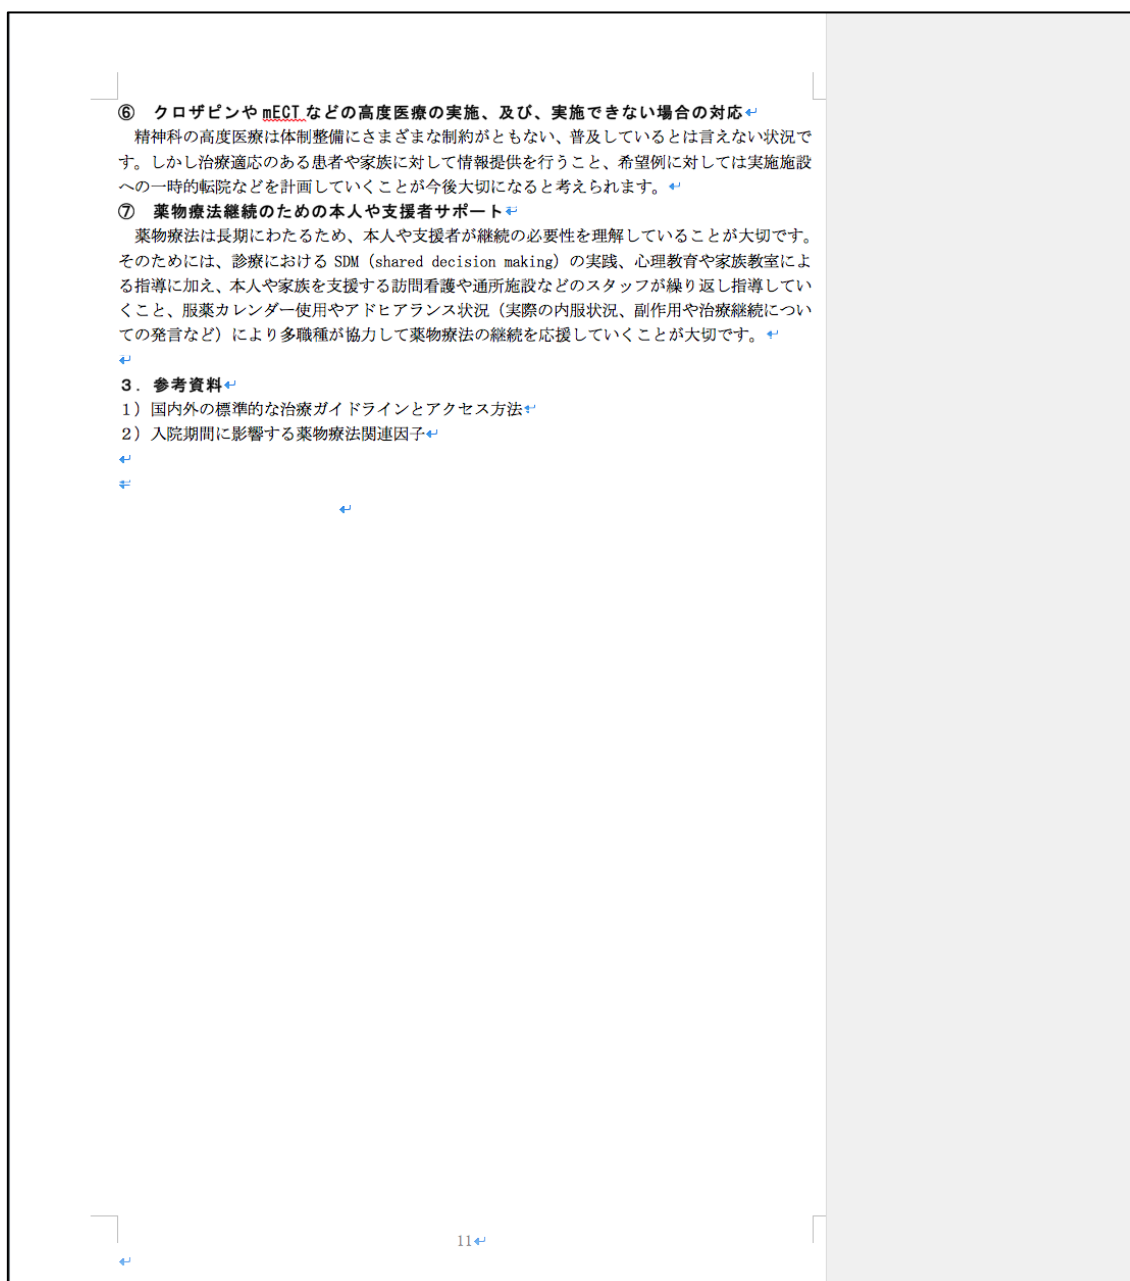 ⑥　クロザピンや mECT などの高度医療の実施、及び、実施できない場合の対応
　精神科の高度医療は体制整備にさまざまな制約がともない、普及しているとは言えない状況で
す。しかし治療適応のある患者や家族に対して情報提供を行うこと、希望例に対しては実施施設
への一時的転院などを計画していくことが今後大切になると考えられます。
⑦　薬物療法継続のための本人や支援者サポート
　薬物療法は長期にわたるため、本人や支援者が継続の必要性を理解していることが大切です。
そのためには、診療における SDM（shared decision making）の実践、心理教育や家族教室によ
る指導に加え、本人や家族を支援する訪問看護や通所施設などのスタッフが繰り返し指導してい
くこと、服薬カレンダー使用やアドヒアランス状況（実際の内服状況、副作用や治療継続につい
ての発言など）により多職種が協力して薬物療法の継続を応援していくことが大切です。
３．参考資料
１）国内外の標準的な治療ガイドラインとアクセス方法
２）入院期間に影響する薬物療法関連因子
11